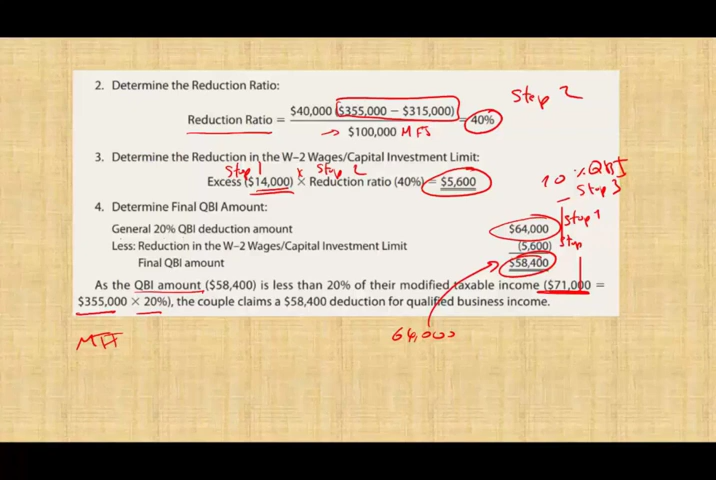 2. Determine the Reduction Ratio:
Step 2
Reduction Ratio = $40,000 ($355,000 − $315,000) / $100,000 = 40%
→ $100,000 MFS
3. Determine the Reduction in the W-2 Wages/Capital Investment Limit:
Step 1 × Step 2
Excess ($14,000) × Reduction ratio (40%) = $5,600
Step 3
4. Determine Final QBI Amount:
General 20% QBI deduction amount $64,000
Step 1
Less: Reduction in the W-2 Wages/Capital Investment Limit (5,600)
Step
Final QBI amount $58,400
As the QBI amount ($58,400) is less than 20% of their modified taxable income ($71,000 =
$355,000 × 20%), the couple claims a $58,400 deduction for qualified business income.
64,000